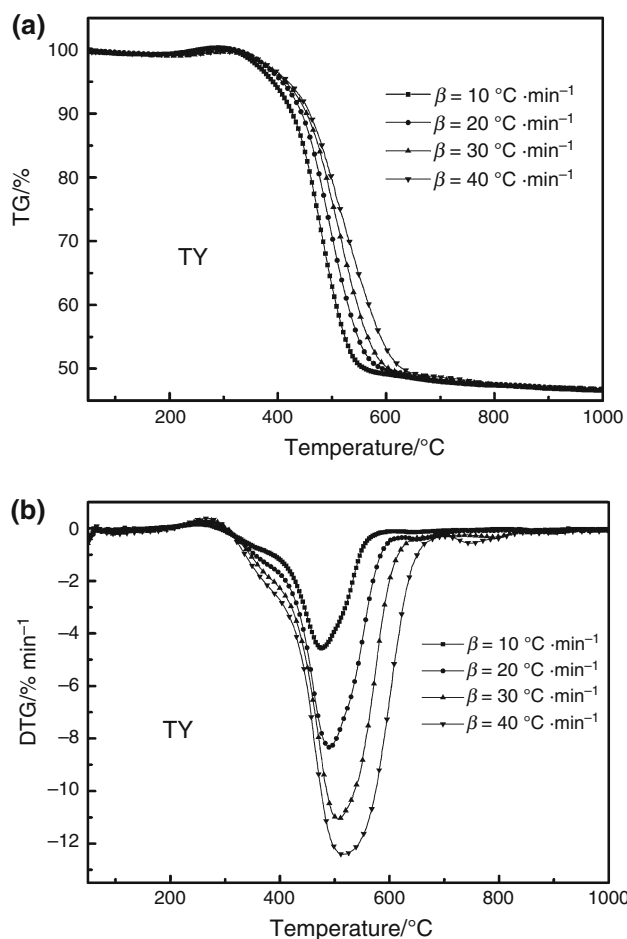 (a)
100
90
80
70
60
50
TG/%
TY
β = 10 °C ·min⁻¹
β = 20 °C ·min⁻¹
β = 30 °C ·min⁻¹
β = 40 °C ·min⁻¹
200 400 600 800 1000
Temperature/°C
(b)
0
−2
−4
−6
−8
−10
−12
DTG/% min⁻¹
TY
β = 10 °C ·min⁻¹
β = 20 °C ·min⁻¹
β = 30 °C ·min⁻¹
β = 40 °C ·min⁻¹
200 400 600 800 1000
Temperature/°C